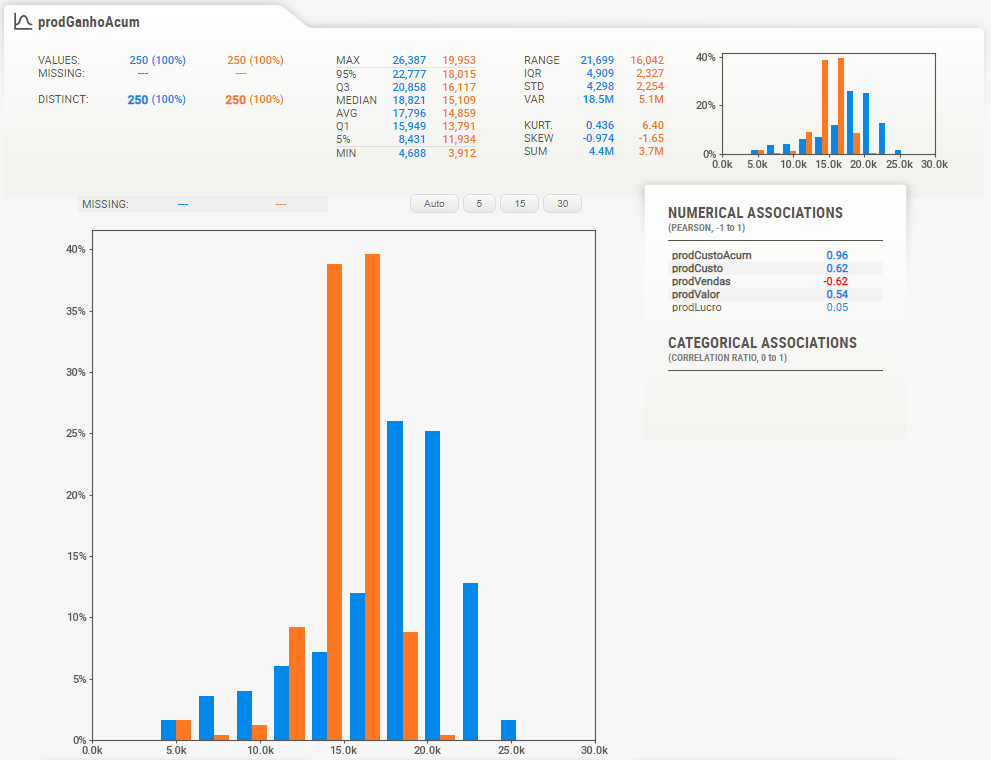 prodGanhoAcum
VALUES: 250 (100%) 250 (100%)
MISSING: --- ---
DISTINCT: 250 (100%) 250 (100%)
MAX 26,387 19,953
95% 22,777 18,015
Q3 20,858 16,117
MEDIAN 18,821 15,109
AVG 17,796 14,859
Q1 15,949 13,791
5% 8,431 11,934
MIN 4,688 3,912
RANGE 21,699 16,042
IQR 4,909 2,327
STD 4,298 2,254
VAR 18.5M 5.1M
KURT. 0.436 6.40
SKEW -0.974 -1.65
SUM 4.4M 3.7M
40%
20%
0%
0.0k 5.0k 10.0k 15.0k 20.0k 25.0k 30.0k
MISSING: --- ---
Auto 5 15 30
40%
35%
30%
25%
20%
15%
10%
5%
0%
0.0k 5.0k 10.0k 15.0k 20.0k 25.0k 30.0k
NUMERICAL ASSOCIATIONS
(PEARSON, -1 to 1)
prodCustoAcum 0.96
prodCusto 0.62
prodVendas -0.62
prodValor 0.54
prodLucro 0.05
CATEGORICAL ASSOCIATIONS
(CORRELATION RATIO, 0 to 1)